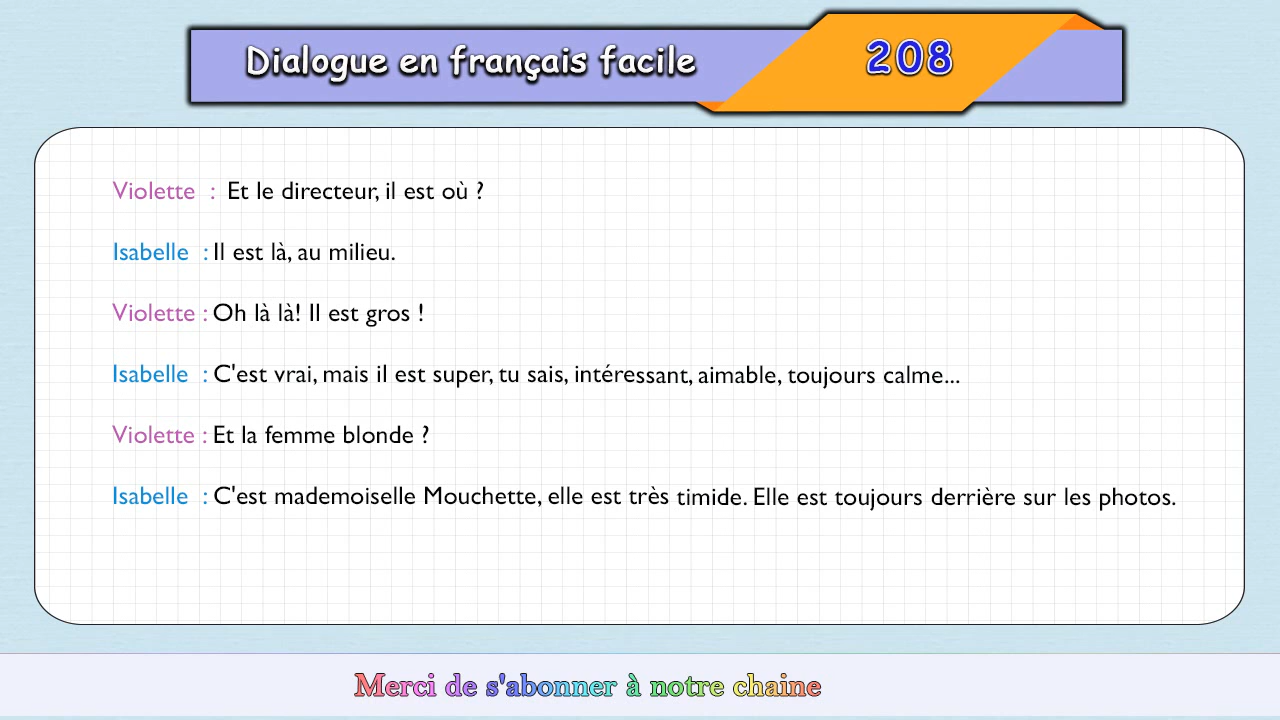 Dialogue en français facile
208
Violette : Et le directeur, il est où ?
Isabelle : Il est là, au milieu.
Violette : Oh là là! Il est gros !
Isabelle : C'est vrai, mais il est super, tu sais, intéressant, aimable, toujours calme...
Violette : Et la femme blonde ?
Isabelle : C'est mademoiselle Mouchette, elle est très timide. Elle est toujours derrière sur les photos.
Merci de s'abonner à notre chaine